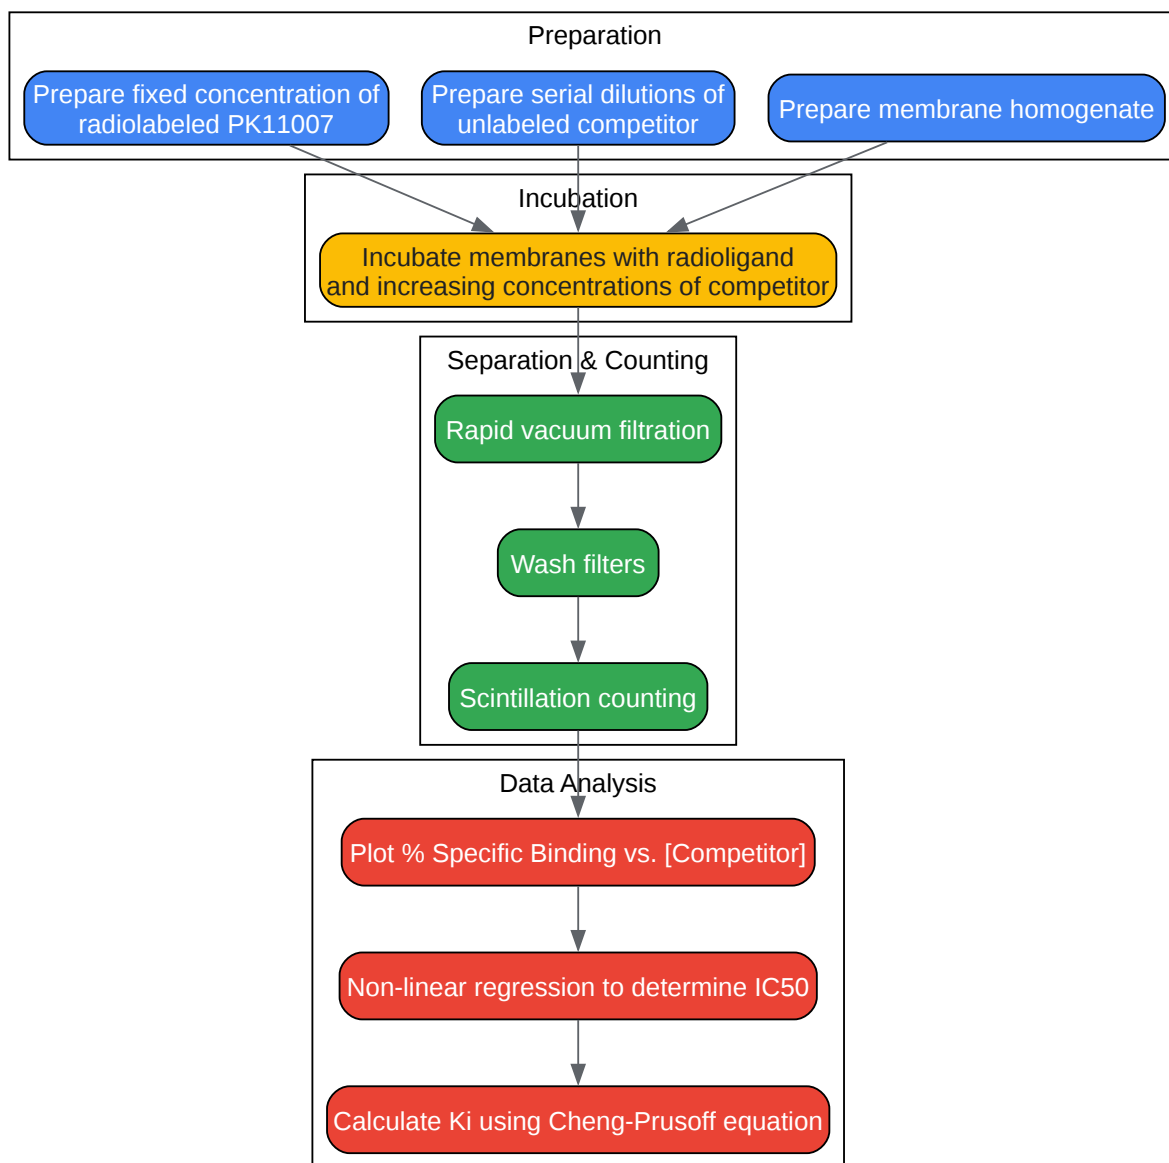 Preparation
Prepare fixed concentration of
radiolabeled PK11007
Prepare serial dilutions of
unlabeled competitor
Prepare membrane homogenate
Incubation
Incubate membranes with radioligand
and increasing concentrations of competitor
Separation & Counting
Rapid vacuum filtration
Wash filters
Scintillation counting
Data Analysis
Plot % Specific Binding vs. [Competitor]
Non-linear regression to determine IC50
Calculate Ki using Cheng-Prusoff equation